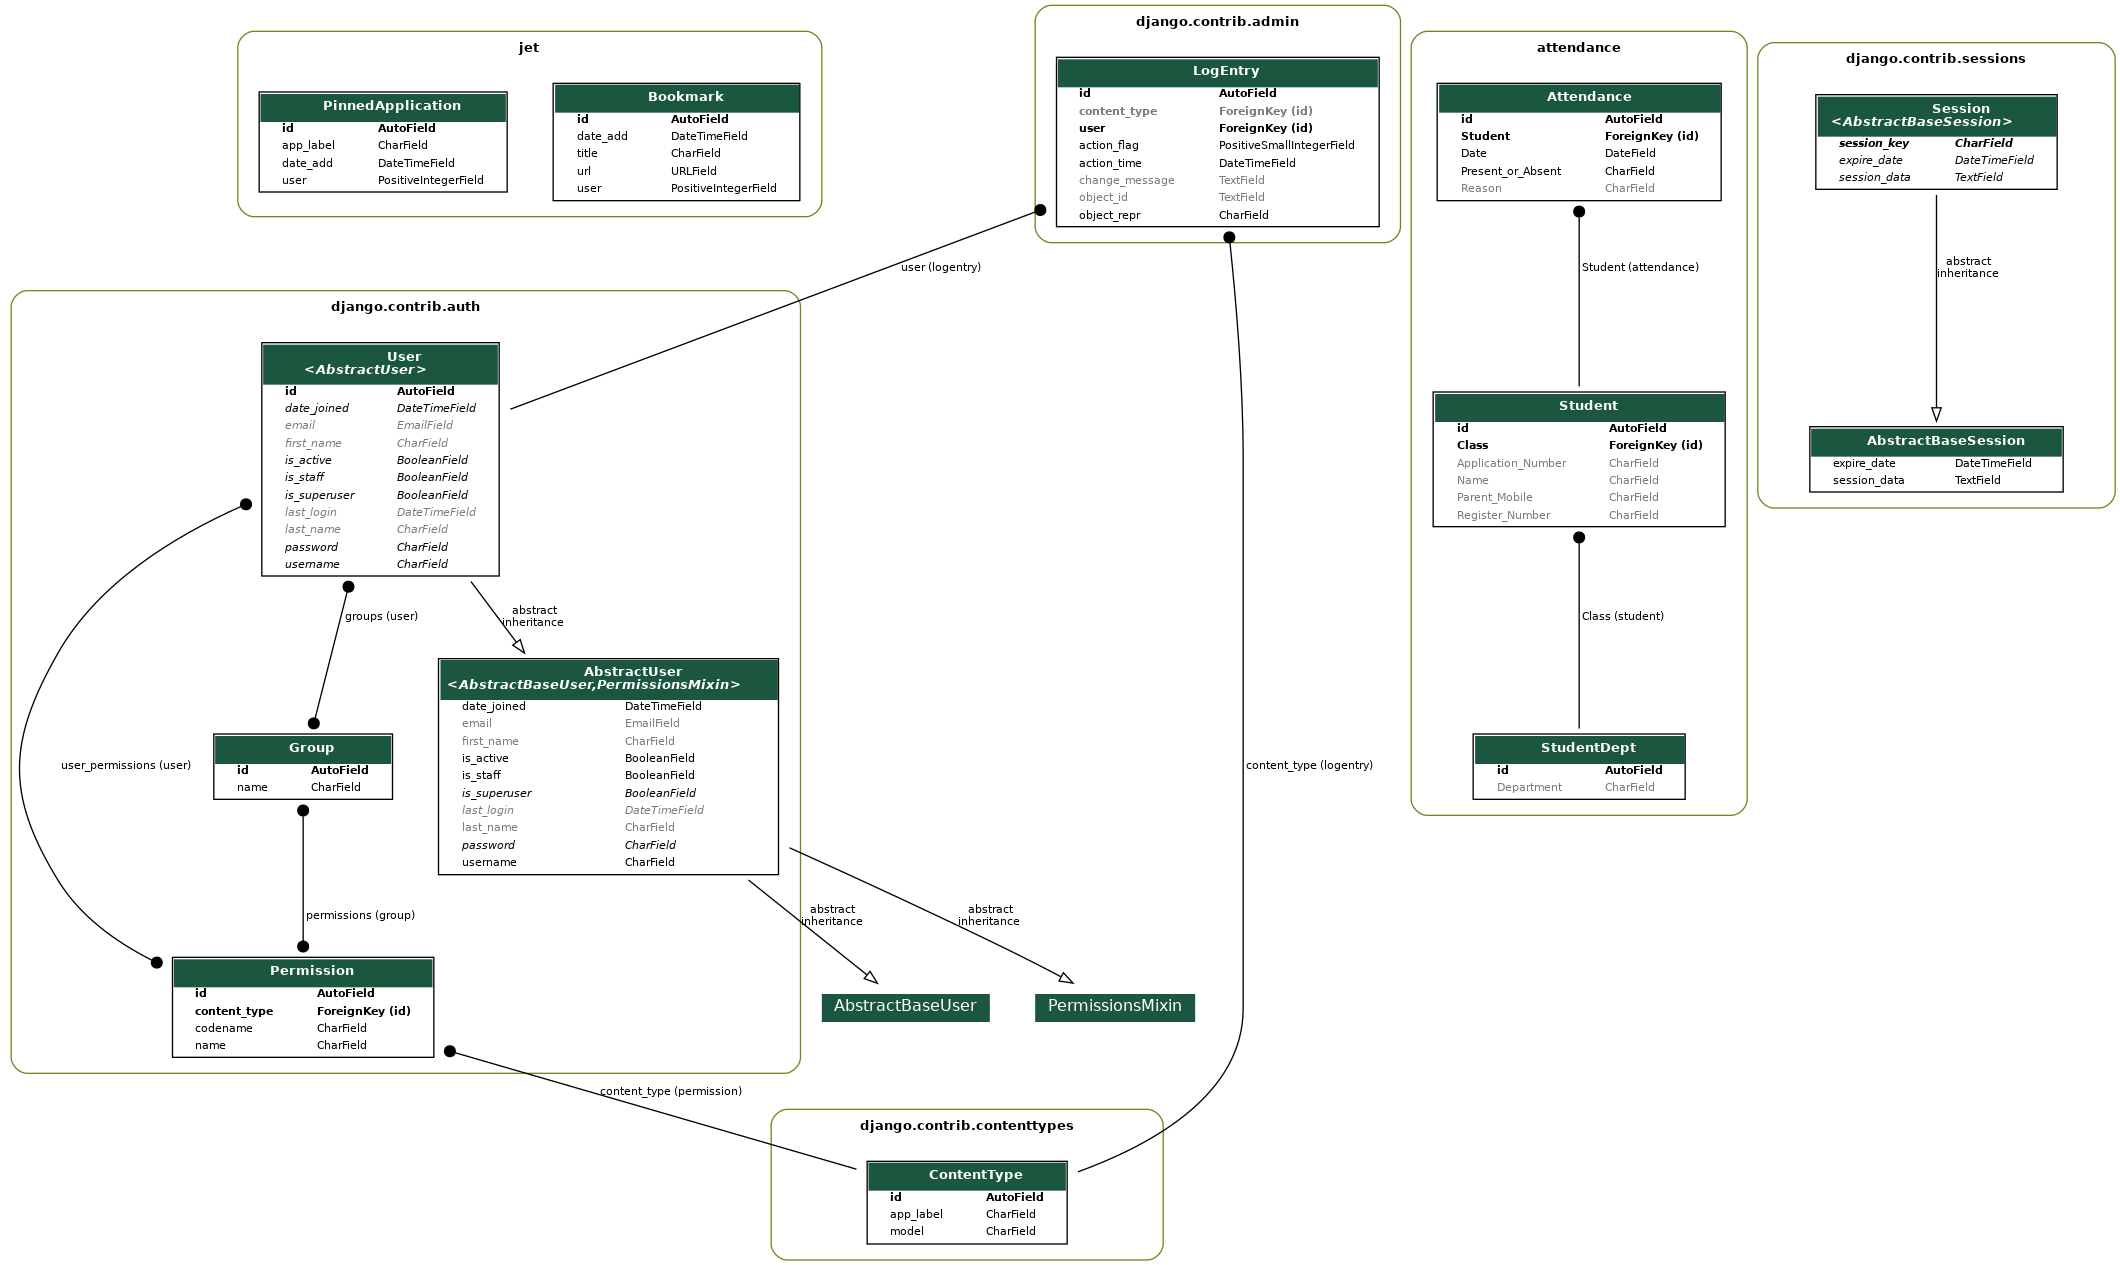 jet
PinnedApplication
id AutoField
app_label CharField
date_add DateTimeField
user PositiveIntegerField
Bookmark
id AutoField
date_add DateTimeField
title CharField
url URLField
user PositiveIntegerField
django.contrib.admin
LogEntry
id AutoField
content_type ForeignKey (id)
user ForeignKey (id)
action_flag PositiveSmallIntegerField
action_time DateTimeField
change_message TextField
object_id TextField
object_repr CharField
attendance
Attendance
id AutoField
Student ForeignKey (id)
Date DateField
Present_or_Absent CharField
Reason CharField
Student (attendance)
Student
id AutoField
Class ForeignKey (id)
Application_Number CharField
Name CharField
Parent_Mobile CharField
Register_Number CharField
Class (student)
StudentDept
id AutoField
Department CharField
django.contrib.sessions
Session
<AbstractBaseSession>
session_key CharField
expire_date DateTimeField
session_data TextField
abstract
inheritance
AbstractBaseSession
expire_date DateTimeField
session_data TextField
user (logentry)
django.contrib.auth
User
<AbstractUser>
id AutoField
date_joined DateTimeField
email EmailField
first_name CharField
is_active BooleanField
is_staff BooleanField
is_superuser BooleanField
last_login DateTimeField
last_name CharField
password CharField
username CharField
groups (user)
abstract
inheritance
AbstractUser
<AbstractBaseUser,PermissionsMixin>
date_joined DateTimeField
email EmailField
first_name CharField
is_active BooleanField
is_staff BooleanField
is_superuser BooleanField
last_login DateTimeField
last_name CharField
password CharField
username CharField
user_permissions (user)
Group
id AutoField
name CharField
permissions (group)
Permission
id AutoField
content_type ForeignKey (id)
codename CharField
name CharField
abstract
inheritance
abstract
inheritance
AbstractBaseUser
PermissionsMixin
content_type (logentry)
content_type (permission)
django.contrib.contenttypes
ContentType
id AutoField
app_label CharField
model CharField